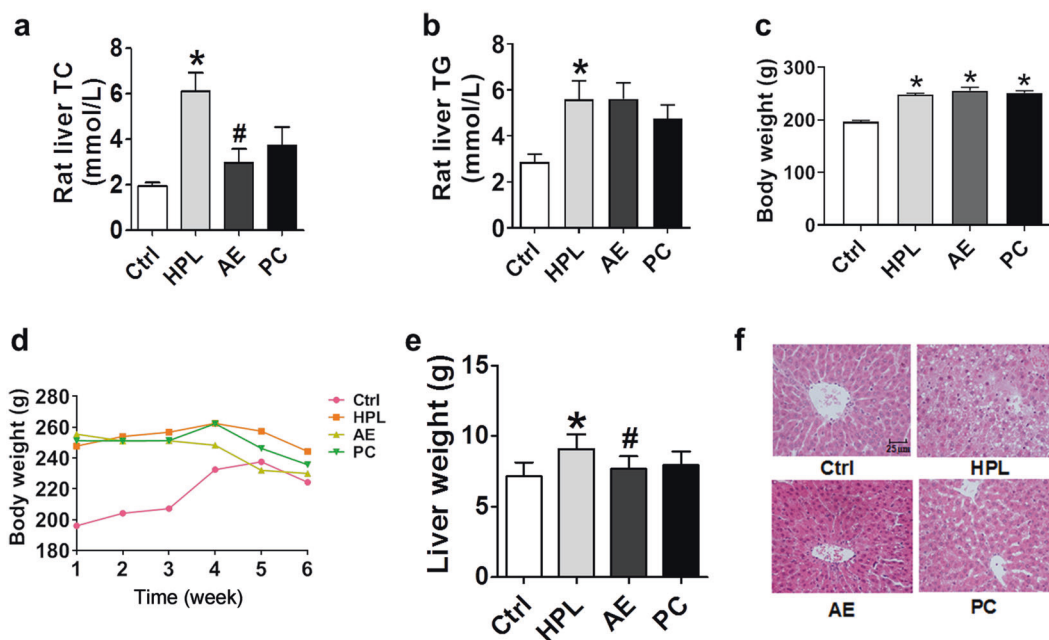 a
Rat liver TC
(mmol/L)
8
6
4
2
0
*
#
Ctrl
HPL
AE
PC
b
Rat liver TG
(mmol/L)
8
6
4
2
0
*
Ctrl
HPL
AE
PC
c
Body weight (g)
300
200
100
0
* * *
Ctrl
HPL
AE
PC
d
Body weight (g)
280
260
240
220
200
180
1 2 3 4 5 6
Time (week)
Ctrl
HPL
AE
PC
e
Liver weight (g)
15
10
5
0
*
#
Ctrl
HPL
AE
PC
f
25 μm
Ctrl HPL
AE PC